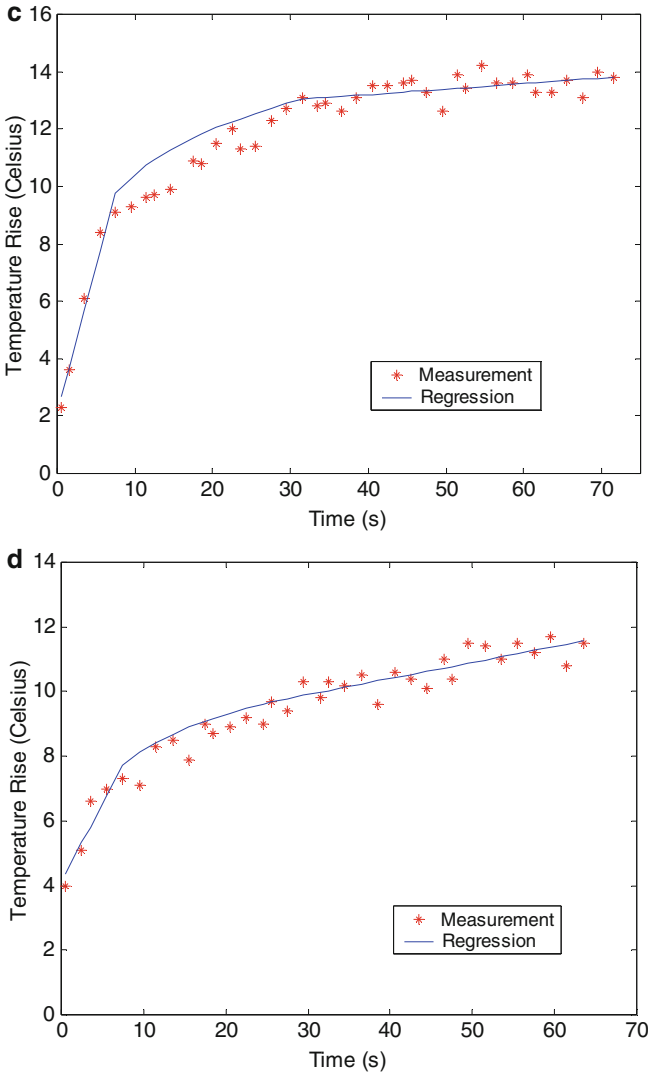 c
16
14
12
10
8
6
4
2
0
Temperature Rise (Celsius)
Measurement
Regression
0 10 20 30 40 50 60 70
Time (s)
d
14
12
10
8
6
4
2
0
Temperature Rise (Celsius)
Measurement
Regression
0 10 20 30 40 50 60 70
Time (s)